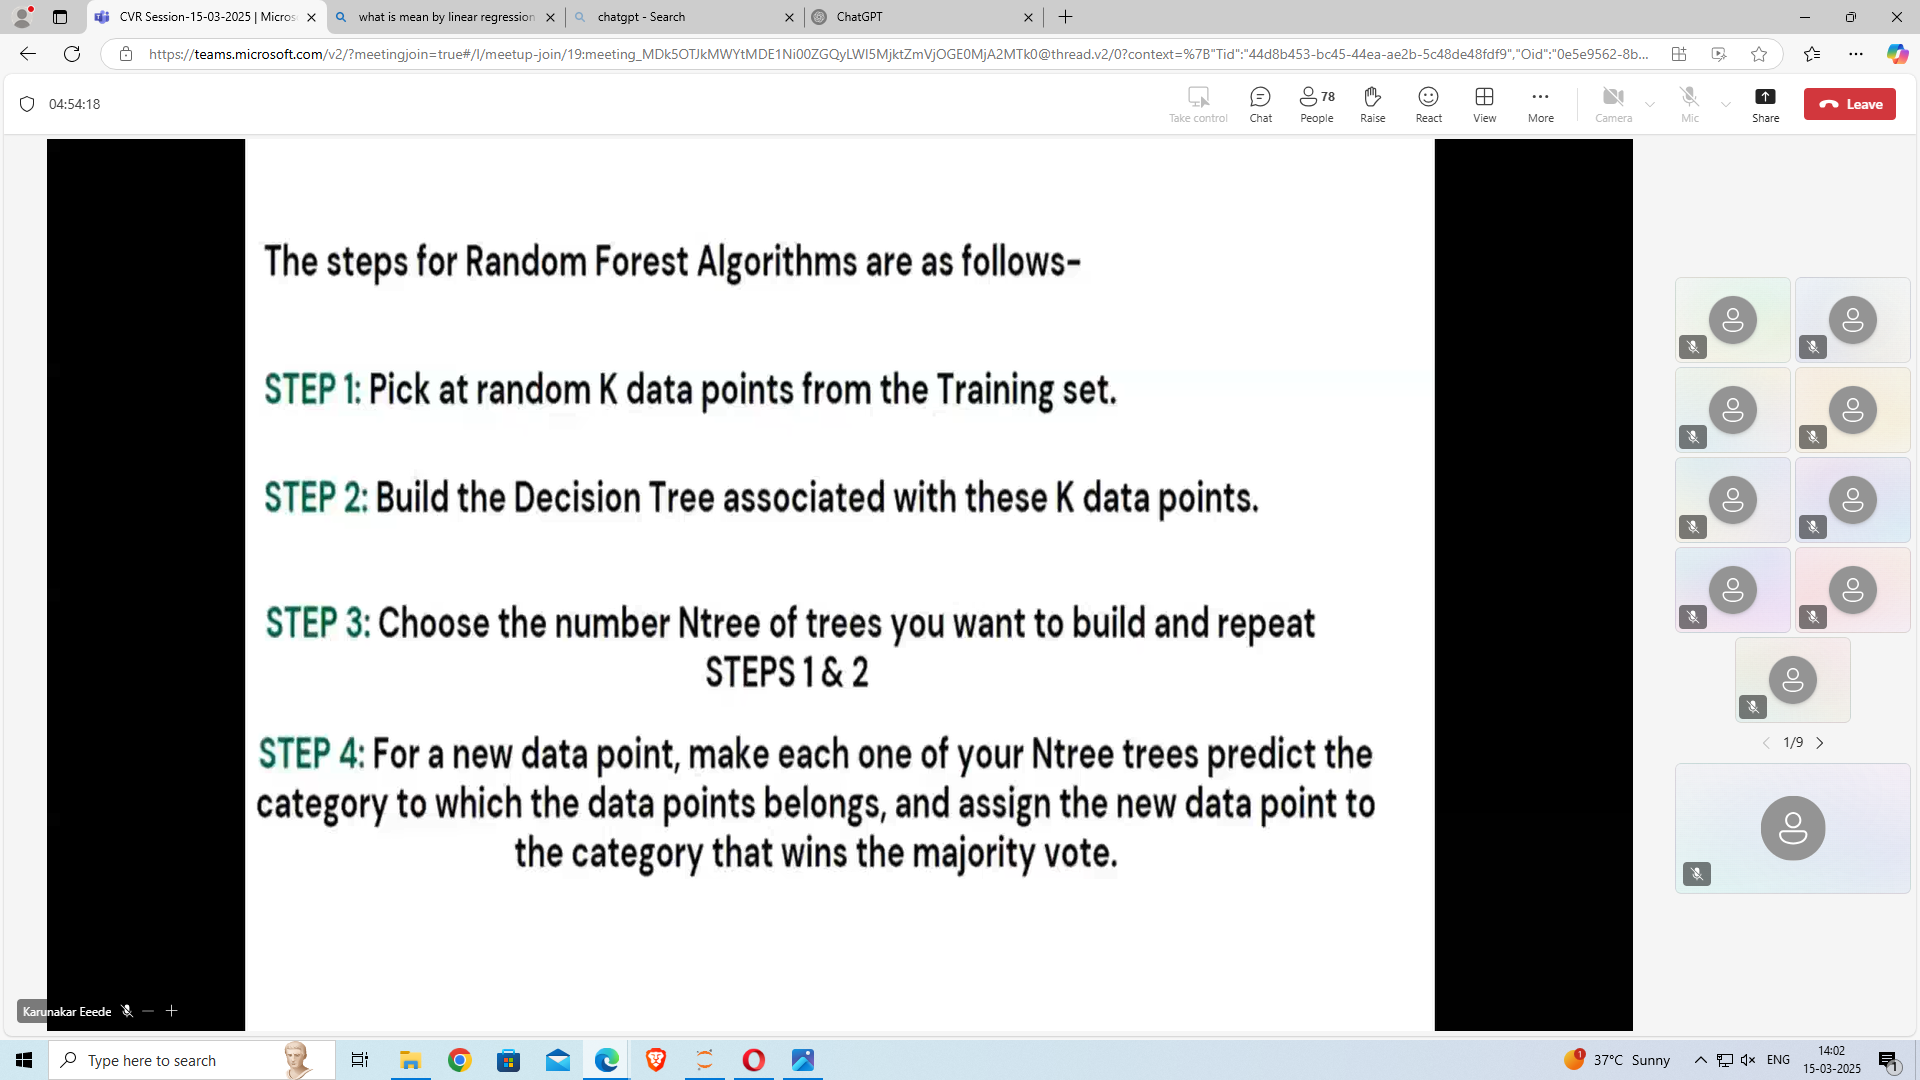 CVR Session-15-03-2025 | Micros
what is mean by linear regression
chatgpt - Search
ChatGPT
https://teams.microsoft.com/v2/?meetingjoin=true#/l/meetup-join/19:meeting_MDk5OTJkMWYtMDE1Ni00ZGQyLWI5MjktZmVjOGE0MjA2MTk0@thread.v2/0?context=%7B"Tid":"44d8b453-bc45-44ea-ae2b-5c48de48fdf9","Oid":"0e5e9562-8b...
04:54:18
Take control
Chat
78
People
Raise
React
View
More
Camera
Mic
Share
Leave
The steps for Random Forest Algorithms are as follows-
STEP 1: Pick at random K data points from the Training set.
STEP 2: Build the Decision Tree associated with these K data points.
STEP 3: Choose the number Ntree of trees you want to build and repeat
STEPS 1 & 2
STEP 4: For a new data point, make each one of your Ntree trees predict the
category to which the data points belongs, and assign the new data point to
the category that wins the majority vote.
1/9
Karunakar Eeede
Type here to search
1
37°C Sunny
ENG
14:02
15-03-2025
1